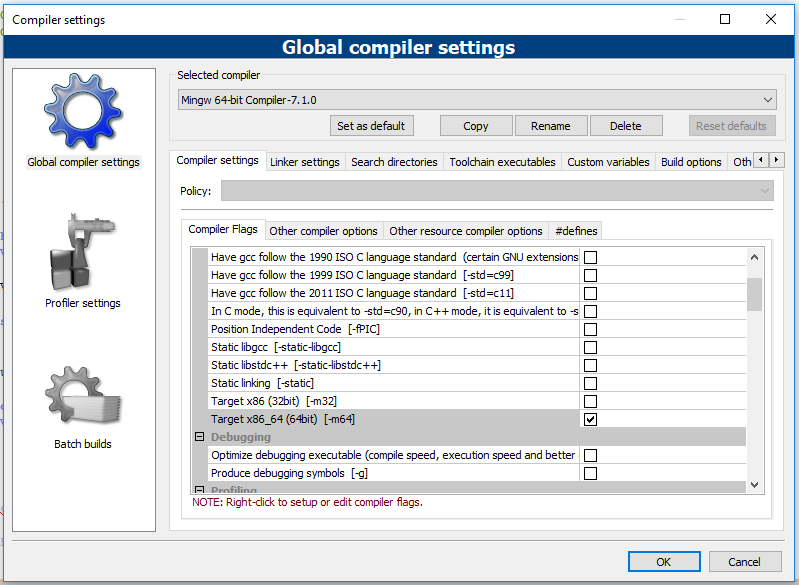 Compiler settings
Global compiler settings
Global compiler settings
Profiler settings
Batch builds
Selected compiler
Mingw 64-bit Compiler-7.1.0
Set as default
Copy
Rename
Delete
Reset defaults
Compiler settings
Linker settings
Search directories
Toolchain executables
Custom variables
Build options
Oth
Policy:
Compiler Flags
Other compiler options
Other resource compiler options
#defines
Have gcc follow the 1990 ISO C language standard (certain GNU extensions
Have gcc follow the 1999 ISO C language standard [-std=c99]
Have gcc follow the 2011 ISO C language standard [-std=c11]
In C mode, this is equivalent to -std=c90, in C++ mode, it is equivalent to -s
Position Independent Code [-fPIC]
Static libgcc [-static-libgcc]
Static libstdc++ [-static-libstdc++]
Static linking [-static]
Target x86 (32bit) [-m32]
Target x86_64 (64bit) [-m64]
Debugging
Optimize debugging executable (compile speed, execution speed and better
Produce debugging symbols [-g]
Profiling
NOTE: Right-click to setup or edit compiler flags.
OK
Cancel